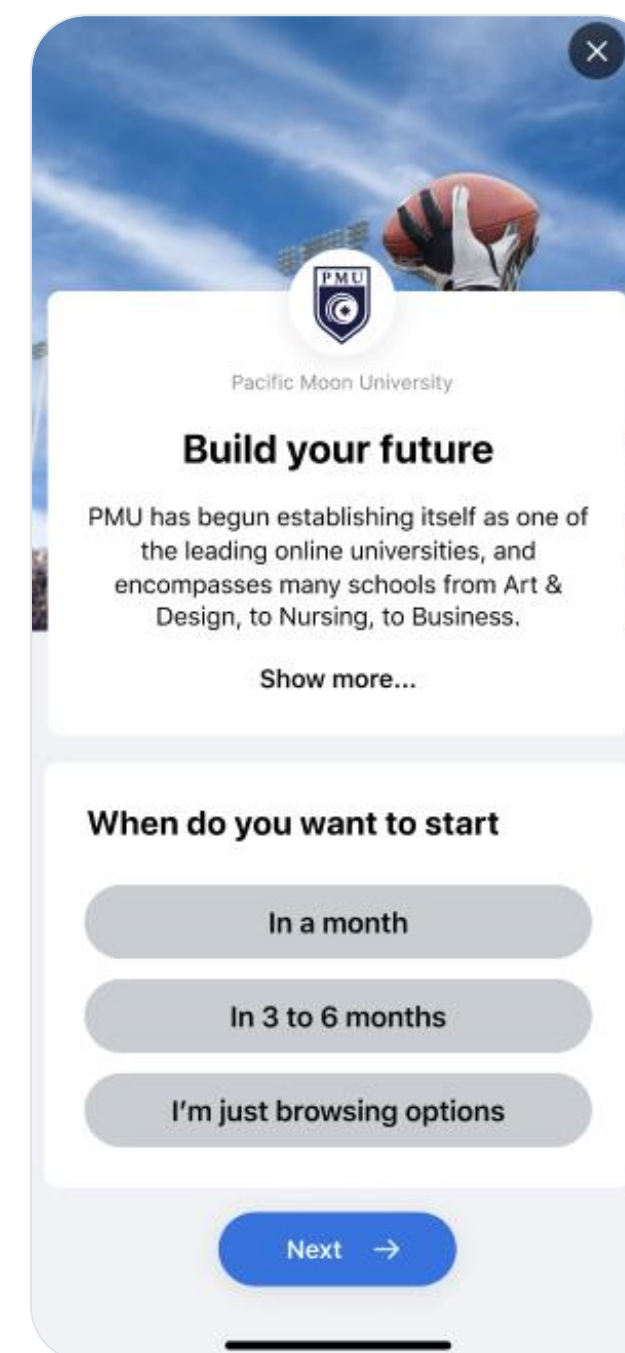 PMU
Pacific Moon University
Build your future
PMU has begun establishing itself as one of
the leading online universities, and
encompasses many schools from Art &
Design, to Nursing, to Business.
Show more...
When do you want to start
In a month
In 3 to 6 months
I'm just browsing options
Next →